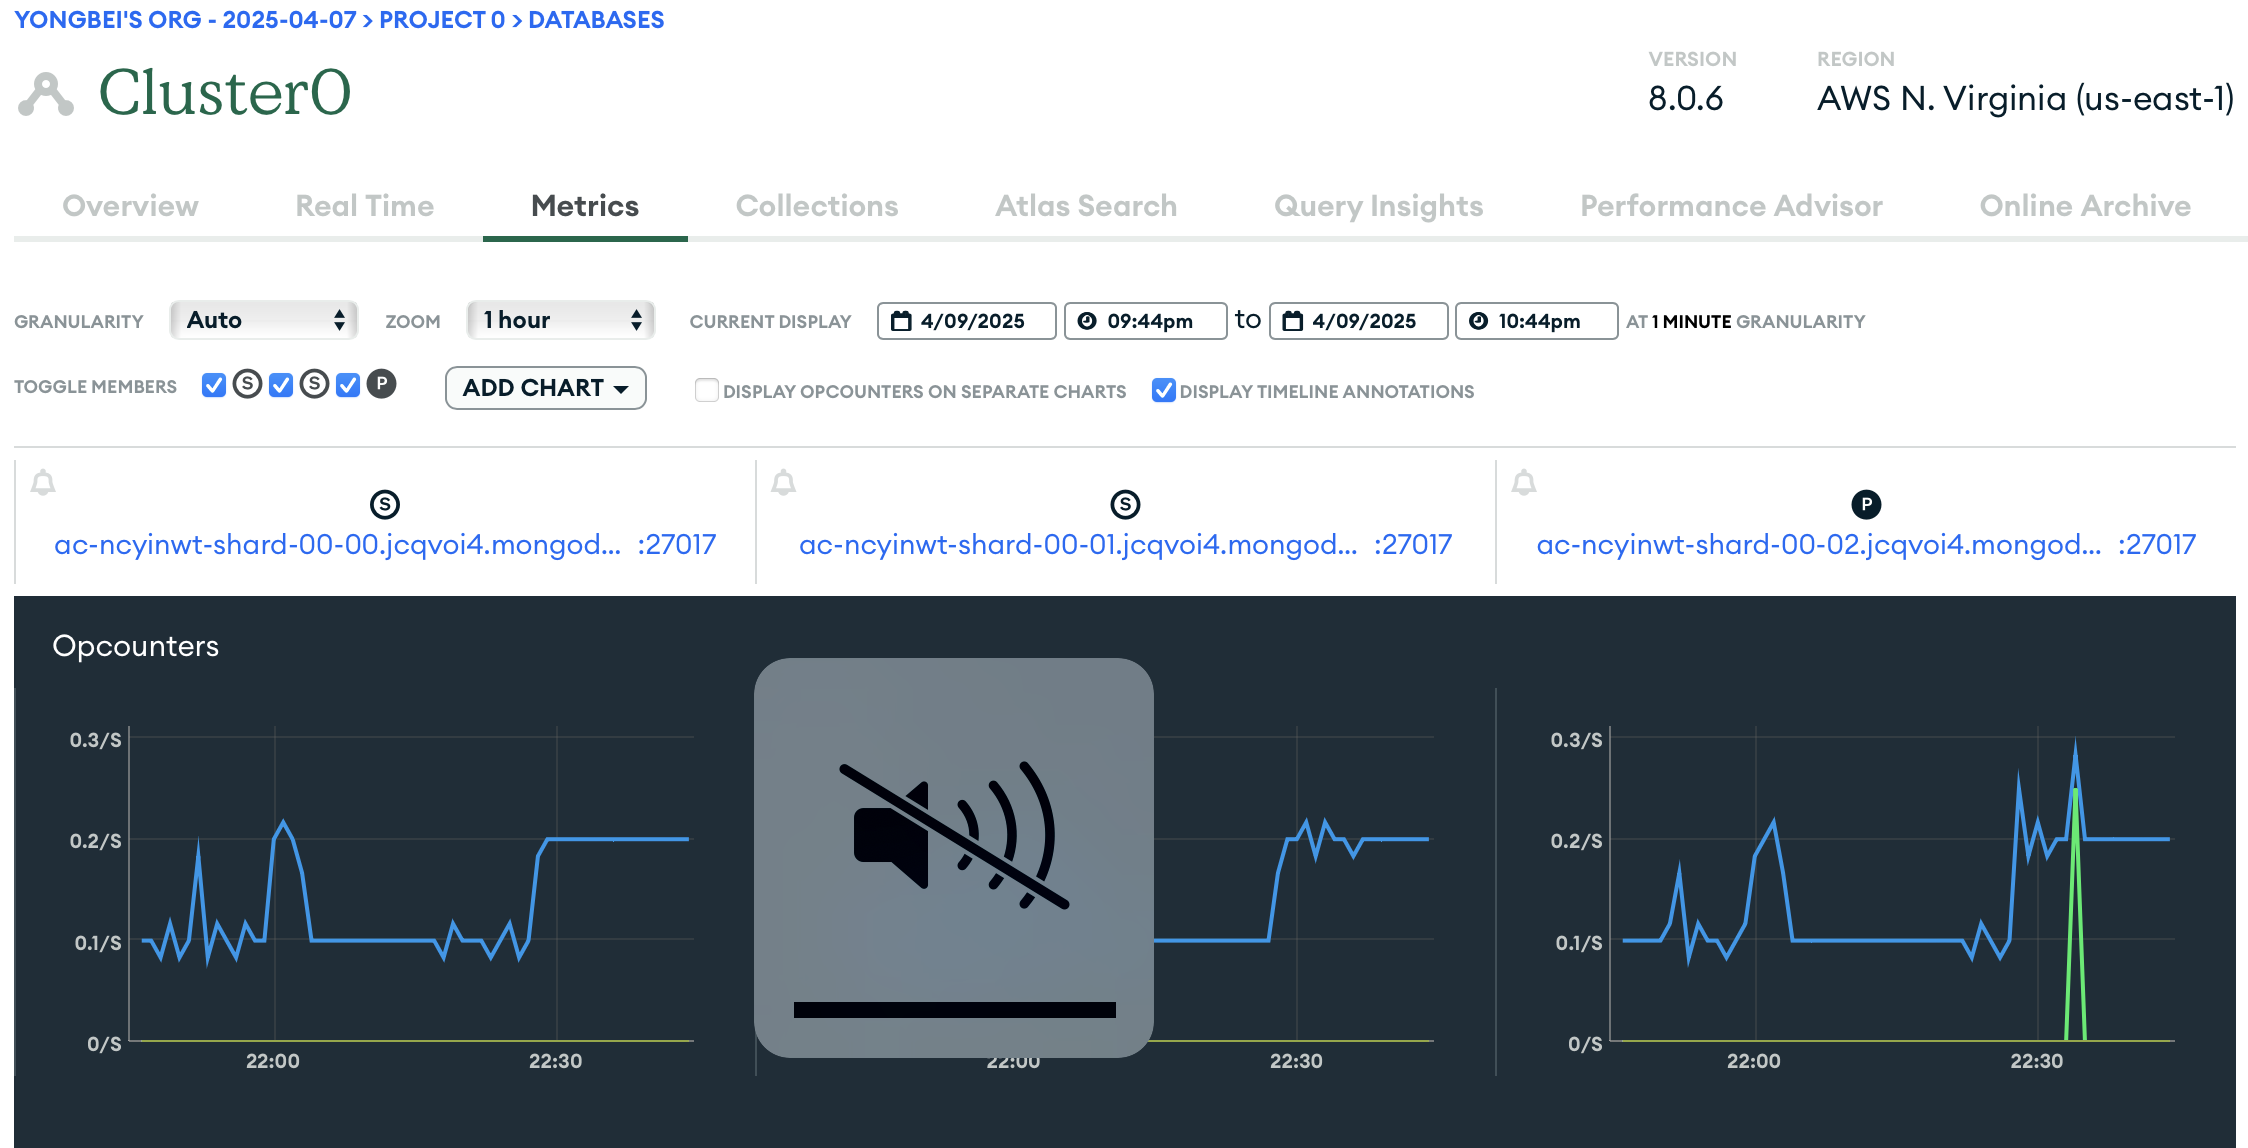 YONGBEI'S ORG - 2025-04-07 > PROJECT 0 > DATABASES
Cluster0
VERSION
8.0.6
REGION
AWS N. Virginia (us-east-1)
Overview Real Time Metrics Collections Atlas Search Query Insights Performance Advisor Online Archive
GRANULARITY Auto ZOOM 1 hour CURRENT DISPLAY 4/09/2025 09:44pm to 4/09/2025 10:44pm AT 1 MINUTE GRANULARITY
TOGGLE MEMBERS S S P ADD CHART DISPLAY OPCOUNTERS ON SEPARATE CHARTS DISPLAY TIMELINE ANNOTATIONS
S
ac-ncyinwt-shard-00-00.jcqvoi4.mongod... :27017
S
ac-ncyinwt-shard-00-01.jcqvoi4.mongod... :27017
P
ac-ncyinwt-shard-00-02.jcqvoi4.mongod... :27017
Opcounters
0.3/S
0.2/S
0.1/S
0/S
22:00 22:30
22:00 22:30
0.3/S
0.2/S
0.1/S
0/S
22:00 22:30